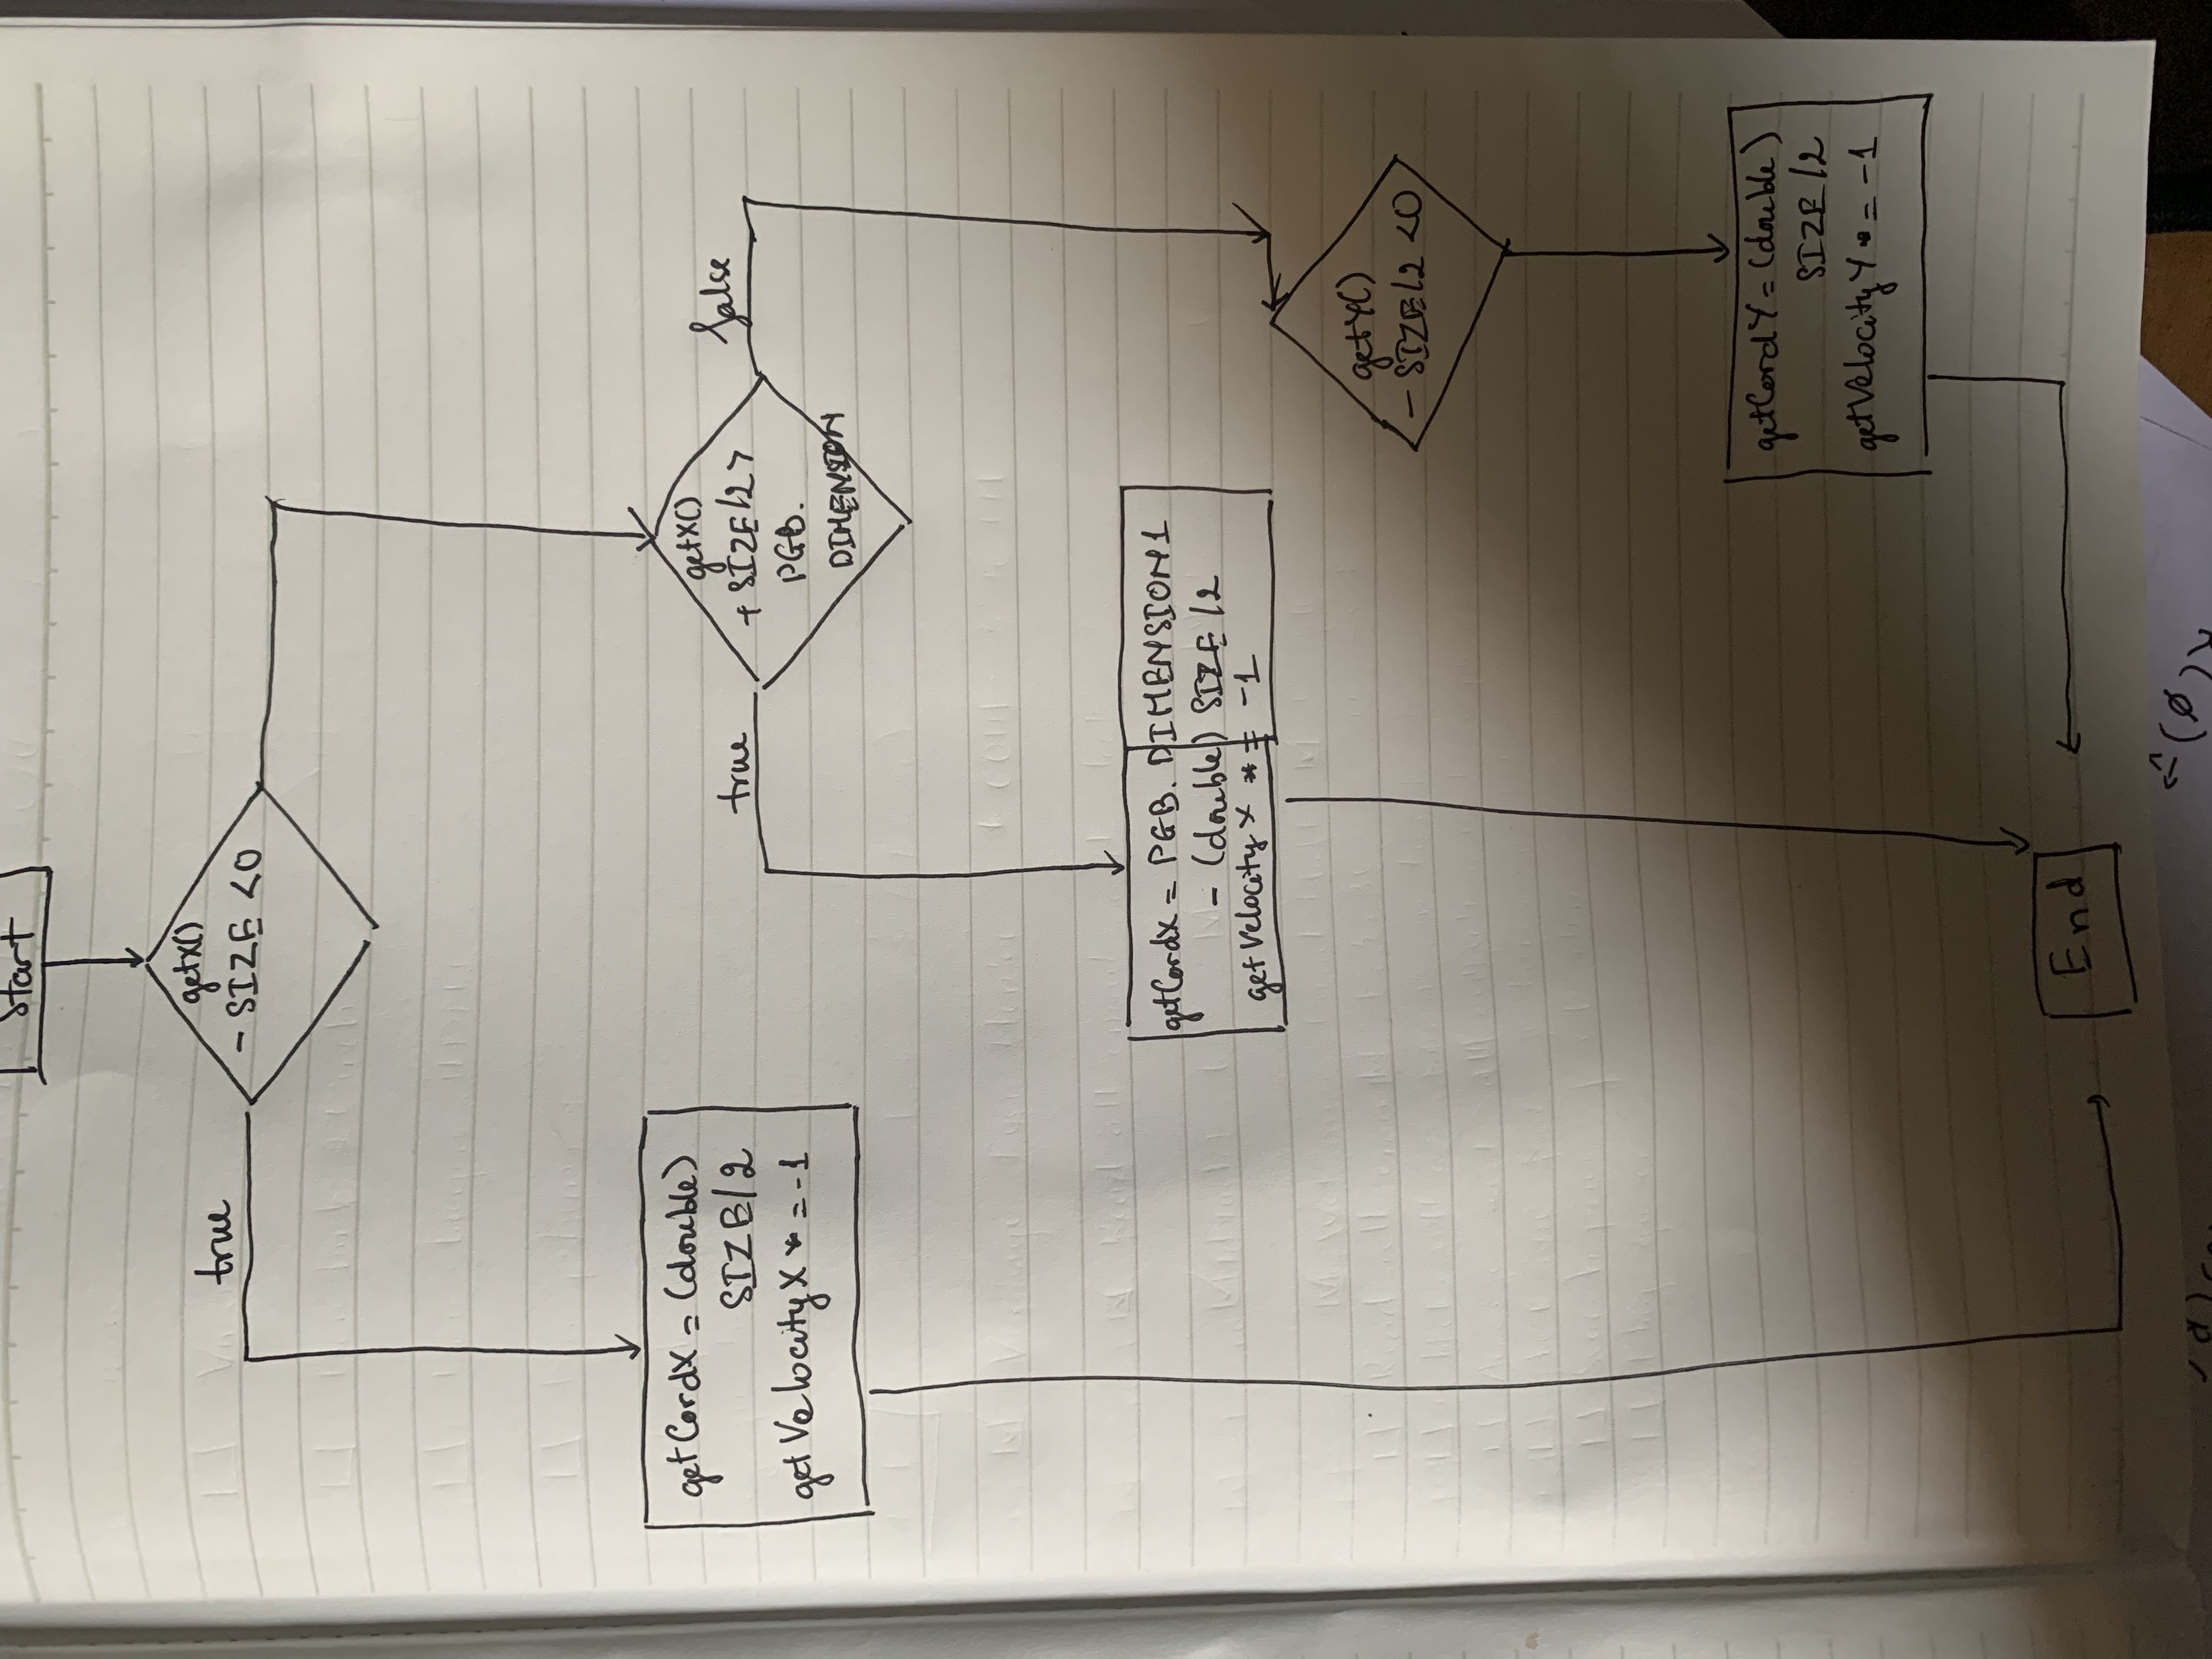 Start
getX()
- SIZE <0
true
getCordX = (double)
SIZE/2
getVelocityX *= -1
getX()
+ SIZE/2 >
PGB.
DIMENSION
true
false
getCordX = PGB. DIMENSION1
- (double) SIZE /2
getVelocity X *= -1
getY()
- SIZE/2 <0
getCordY = (double)
SIZE /2
getVelocityY *= -1
End